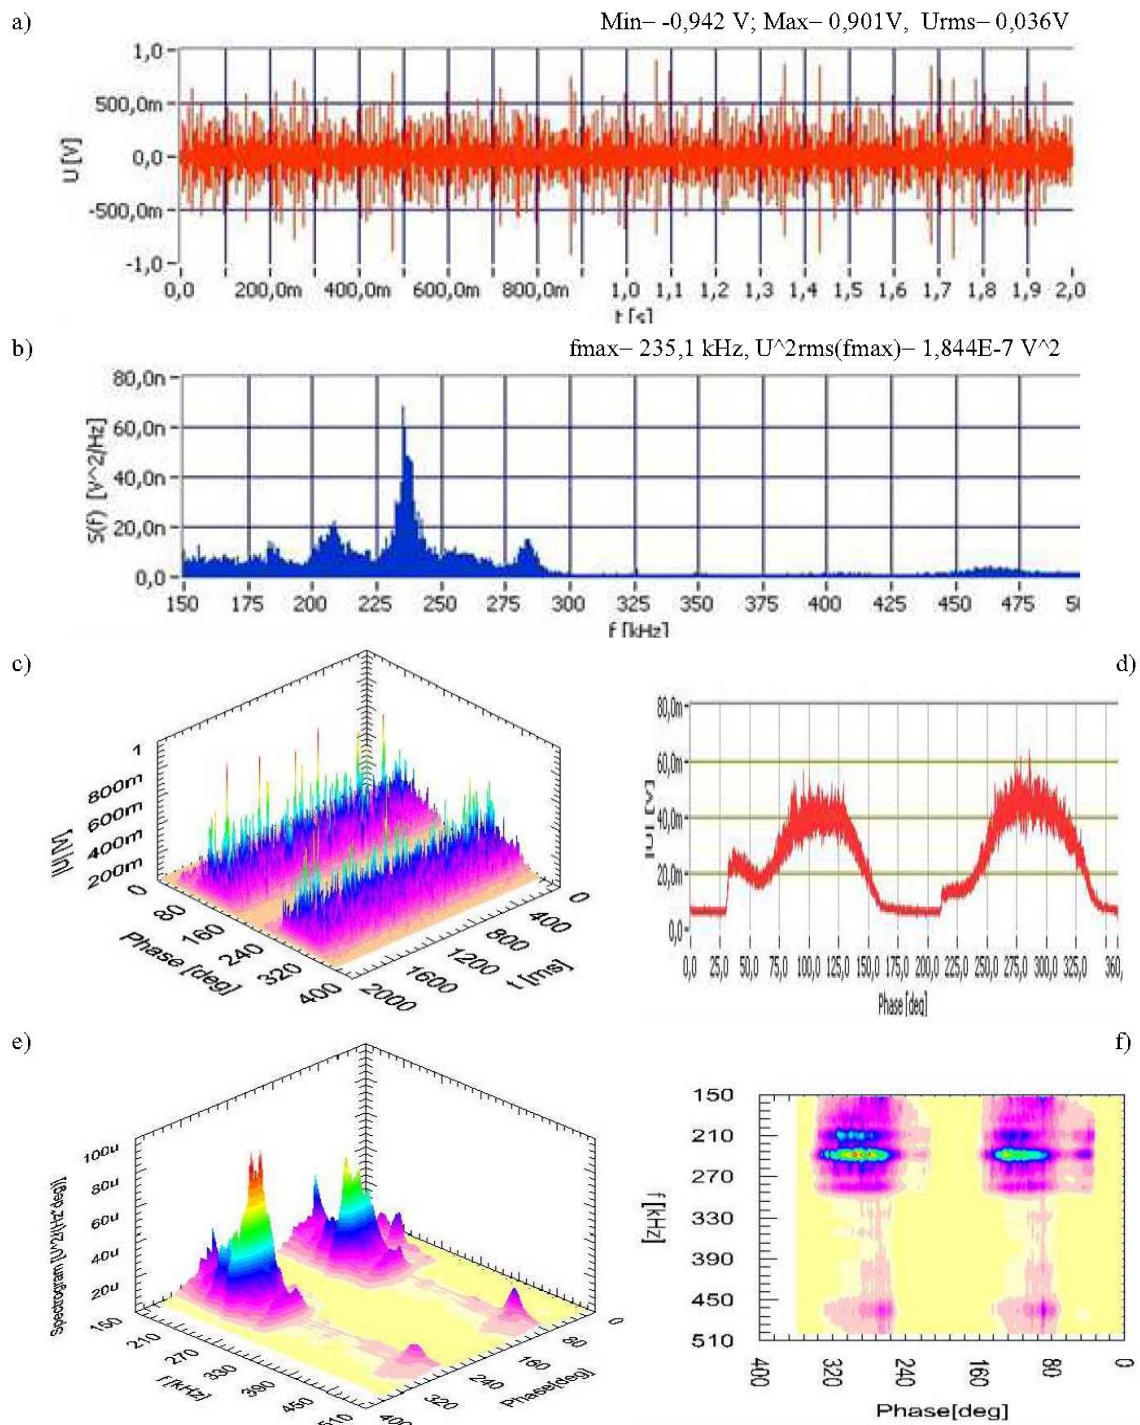 a)
Min– -0,942 V; Max– 0,901V, Urms– 0,036V
1,0
500,0m
0,0
-500,0m
-1,0
U [V]
0,0 200,0m 400,0m 600,0m 800,0m 1,0 1,1 1,2 1,3 1,4 1,5 1,6 1,7 1,8 1,9 2,0
t [s]
b)
fmax– 235,1 kHz, U^2rms(fmax)– 1,844E-7 V^2
80,0n
60,0n
40,0n
20,0n
0,0
S(f) [V^2/Hz]
150 175 200 225 250 275 300 325 350 375 400 425 450 475 50
f [kHz]
c)
1
800m
600m
400m
200m
|U| [V]
0 80 160 240 320 400
Phase [deg]
2000 1600 1200 800 400 0
t [ms]
d)
80,0m
60,0m
40,0m
20,0m
0,0
|U| [V]
0,0 25,0 50,0 75,0 100,0 125,0 150,0 175,0 200,0 225,0 250,0 275,0 300,0 325,0 360,
Phase [deg]
e)
100u
80u
60u
40u
20u
Spectrogram [U^2/(Hz*deg)]
150 210 270 330 390 450 510
f [kHz]
400 320 240 160 80 0
Phase[deg]
f)
150
210
270
330
390
450
510
f [kHz]
400 320 240 160 80 0
Phase[deg]